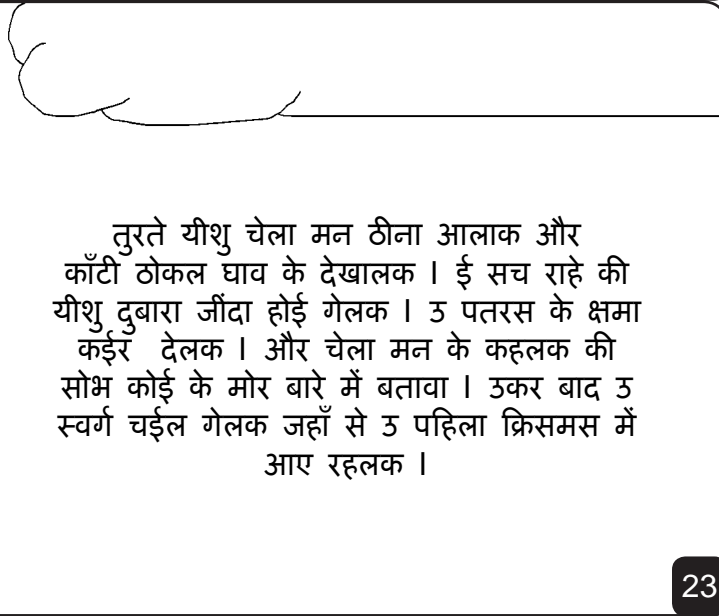 तुरते यीशु चेला मन ठीना आलाक और
काँटी ठोकल घाव के देखालक । ई सच राहे की
यीशु दुबारा जींदा होई गेलक । उ पतरस के क्षमा
कईर देलक । और चेला मन के कहलक की
सोभ कोई के मोर बारे में बतावा । उकर बाद उ
स्वर्ग चईल गेलक जहाँ से उ पहिला क्रिसमस में
आए रहलक ।
23